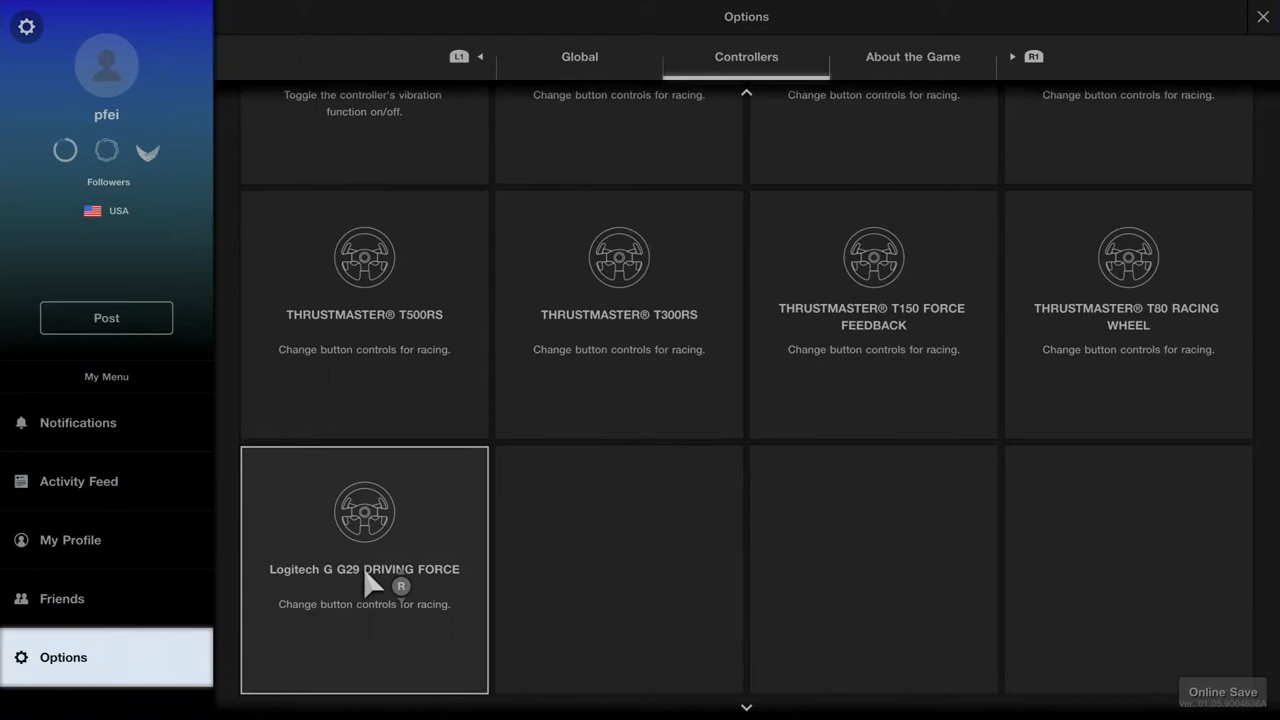 Options
L1
Global
Controllers
About the Game
R1
pfei
Followers
USA
Post
My Menu
Notifications
Activity Feed
My Profile
Friends
Options
Toggle the controller's vibration
function on/off.
Change button controls for racing.
Change button controls for racing.
Change button controls for racing.
THRUSTMASTER® T500RS
Change button controls for racing.
THRUSTMASTER® T300RS
Change button controls for racing.
THRUSTMASTER® T150 FORCE
FEEDBACK
Change button controls for racing.
THRUSTMASTER® T80 RACING
WHEEL
Change button controls for racing.
Logitech G G29 DRIVING FORCE
R
Change button controls for racing.
Online Save